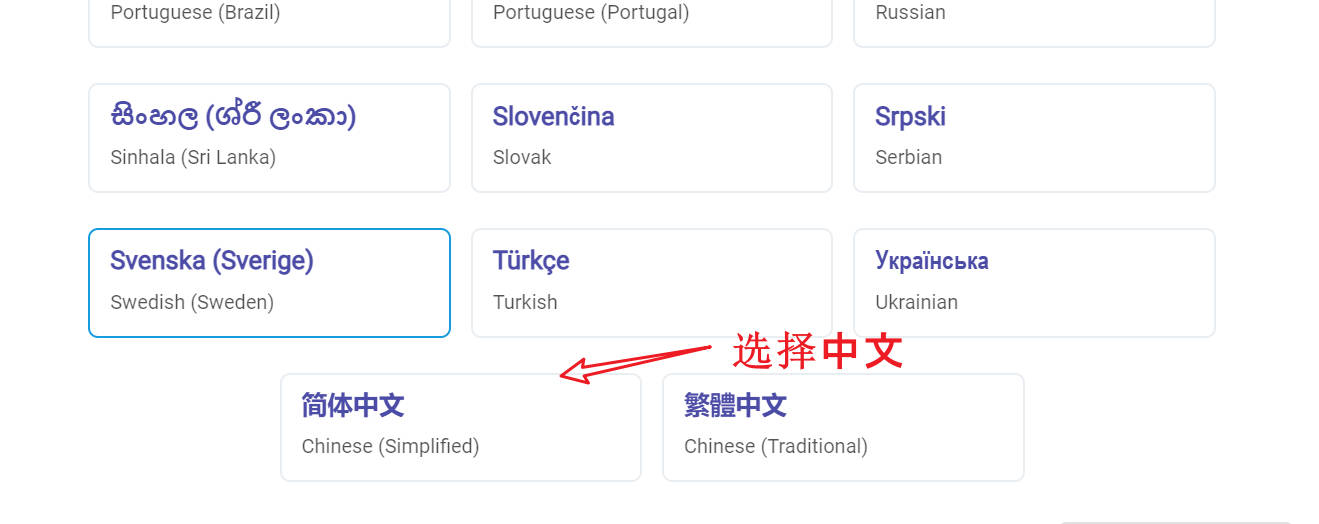 Portuguese (Brazil)
Portuguese (Portugal)
Russian
සිංහල (ශ්රී ලංකා)
Sinhala (Sri Lanka)
Slovenčina
Slovak
Srpski
Serbian
Svenska (Sverige)
Swedish (Sweden)
Türkçe
Turkish
Українська
Ukrainian
选择中文
简体中文
Chinese (Simplified)
繁體中文
Chinese (Traditional)